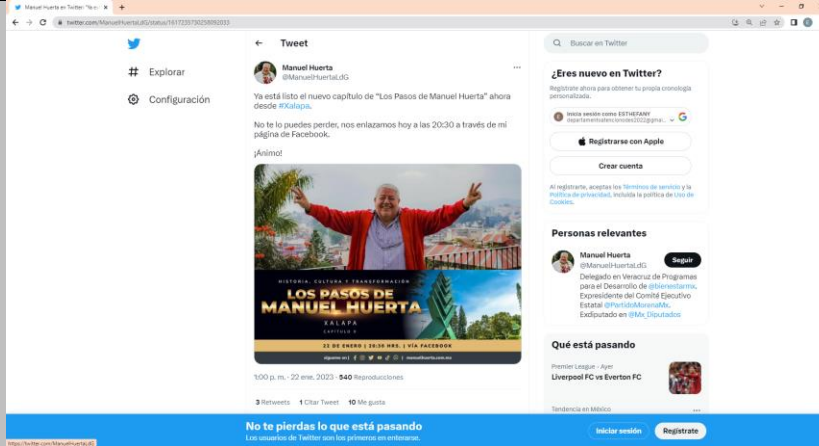 Manuel Huerta en Twitter: "Ya e
twitter.com/ManuelHuertaLdG/status/1617235730258092033
Explorar
Configuración
Tweet
Manuel Huerta
@ManuelHuertaLdG
Ya está listo el nuevo capítulo de "Los Pasos de Manuel Huerta" ahora
desde #Xalapa.
No te lo puedes perder, nos enlazamos hoy a las 20:30 a través de mi
página de Facebook.
¡Ánimo!
HISTORIA, CULTURA Y TRANSFORMACIÓN
LOS PASOS DE
MANUEL HUERTA
XALAPA
22 DE ENERO | 20:30 HRS. | VÍA FACEBOOK
sígueme en | manuelhuerta.com.mx
1:00 p. m. · 22 ene. 2023 · 540 Reproducciones
3 Retweets 1 Citar Tweet 10 Me gusta
Buscar en Twitter
¿Eres nuevo en Twitter?
Regístrate ahora para obtener tu propia cronología
personalizada.
Inicia sesión como ESTHEFANY
Registrarse con Apple
Crear cuenta
Al registrarte, aceptas los Términos de servicio y la
Política de privacidad, incluida la política de Uso de
Cookies.
Personas relevantes
Manuel Huerta
@ManuelHuertaLdG
Seguir
Delegado en Veracruz de Programas
para el Desarrollo de @bienestarmx.
Expresidente del Comité Ejecutivo
Estatal @PartidoMorenaMx.
Exdiputado en @Mx_Diputados
Qué está pasando
Premier League · Ayer
Liverpool FC vs Everton FC
Tendencia en México
No te pierdas lo que está pasando
Los usuarios de Twitter son los primeros en enterarse.
Iniciar sesión
Regístrate
https://twitter.com/ManuelHuertaLdG